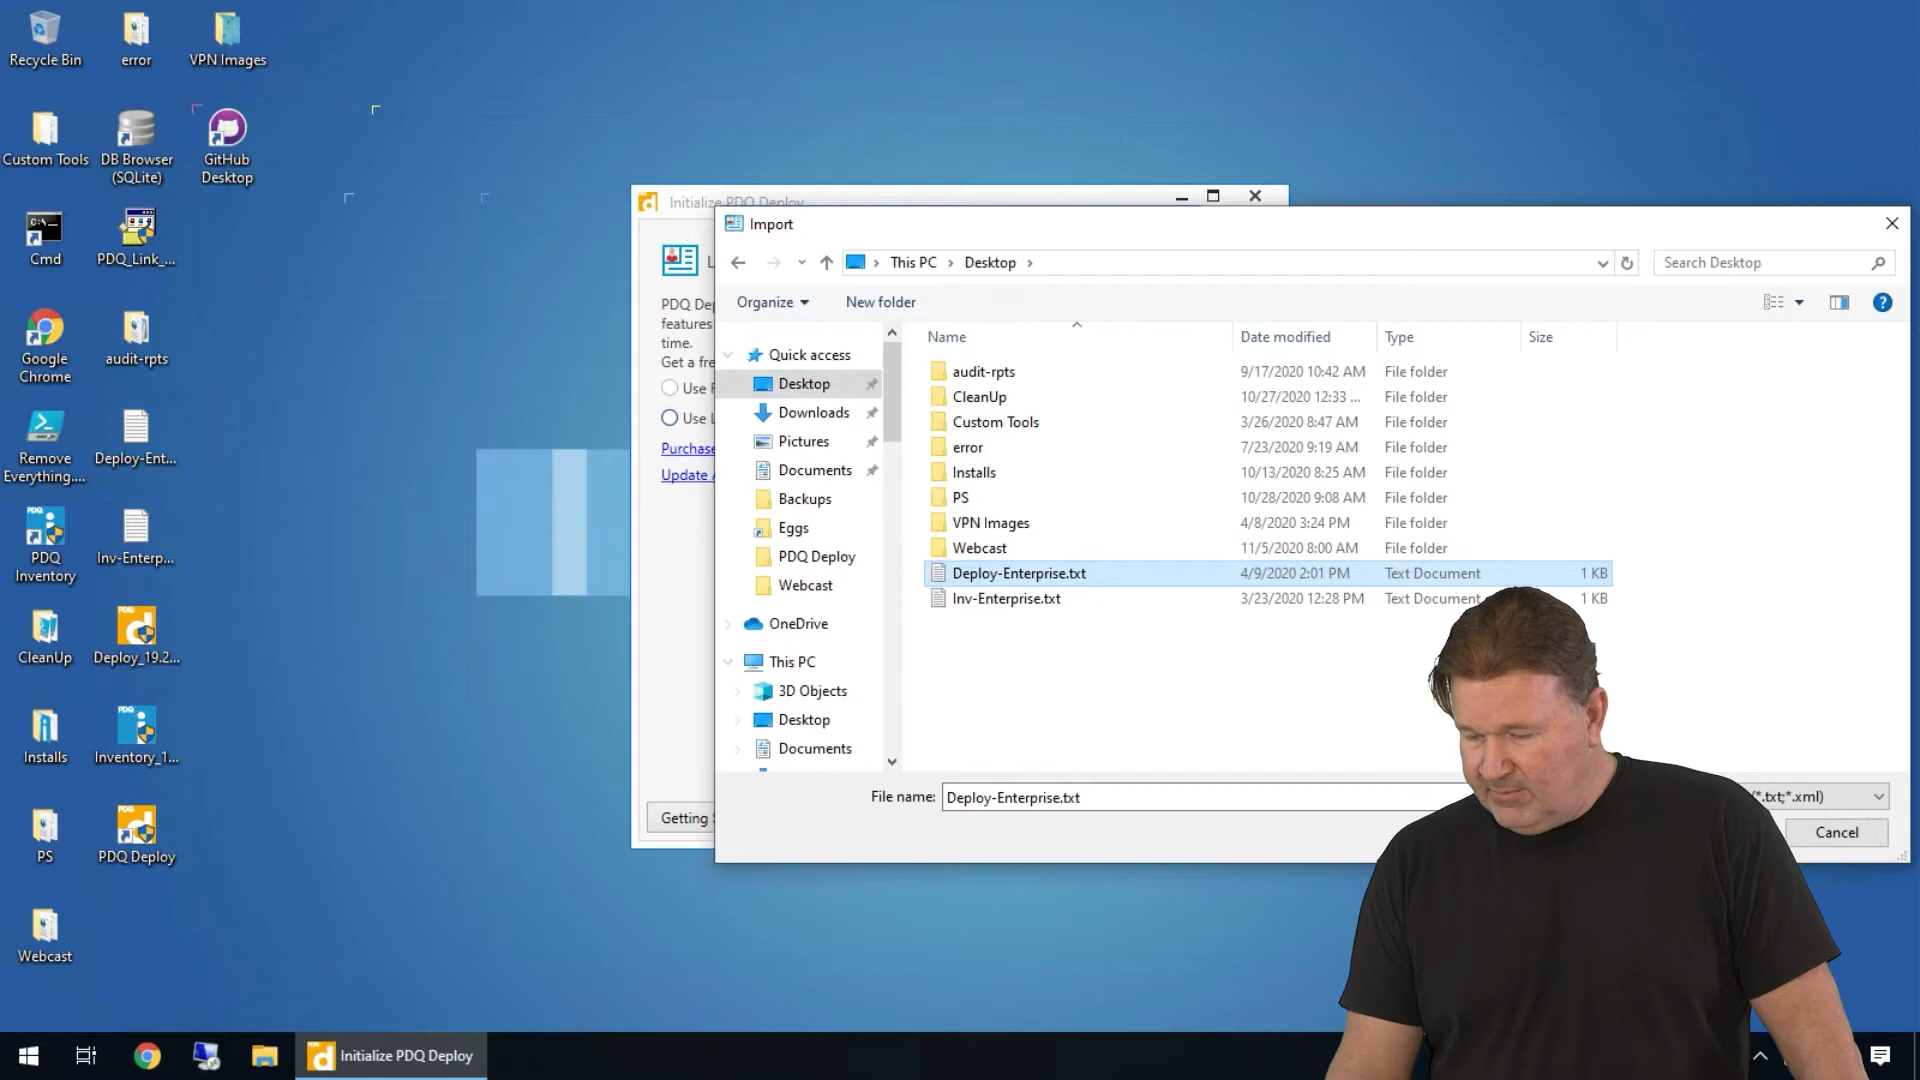 Recycle Bin
error
VPN Images
Custom Tools
DB Browser
(SQLite)
GitHub
Desktop
Cmd
PDQ_Link_...
Google
Chrome
audit-rpts
Remove
Everything....
Deploy-Ent...
PDQ
Inventory
Inv-Enterp...
CleanUp
Deploy_19.2...
Installs
Inventory_1...
PS
PDQ Deploy
Webcast
Initialize PDQ Deploy
PDQ De
features
time.
Get a fre
Use
Use
Purchase
Update
Getting
Import
This PC
Desktop
Search Desktop
Organize
New folder
Quick access
Desktop
Downloads
Pictures
Documents
Backups
Eggs
PDQ Deploy
Webcast
OneDrive
This PC
3D Objects
Desktop
Documents
Name Date modified Type Size
audit-rpts 9/17/2020 10:42 AM File folder
CleanUp 10/27/2020 12:33 ... File folder
Custom Tools 3/26/2020 8:47 AM File folder
error 7/23/2020 9:19 AM File folder
Installs 10/13/2020 8:25 AM File folder
PS 10/28/2020 9:08 AM File folder
VPN Images 4/8/2020 3:24 PM File folder
Webcast 11/5/2020 8:00 AM File folder
Deploy-Enterprise.txt 4/9/2020 2:01 PM Text Document 1 KB
Inv-Enterprise.txt 3/23/2020 12:28 PM Text Document 1 KB
File name: Deploy-Enterprise.txt
*.txt;*.xml)
Cancel
Initialize PDQ Deploy